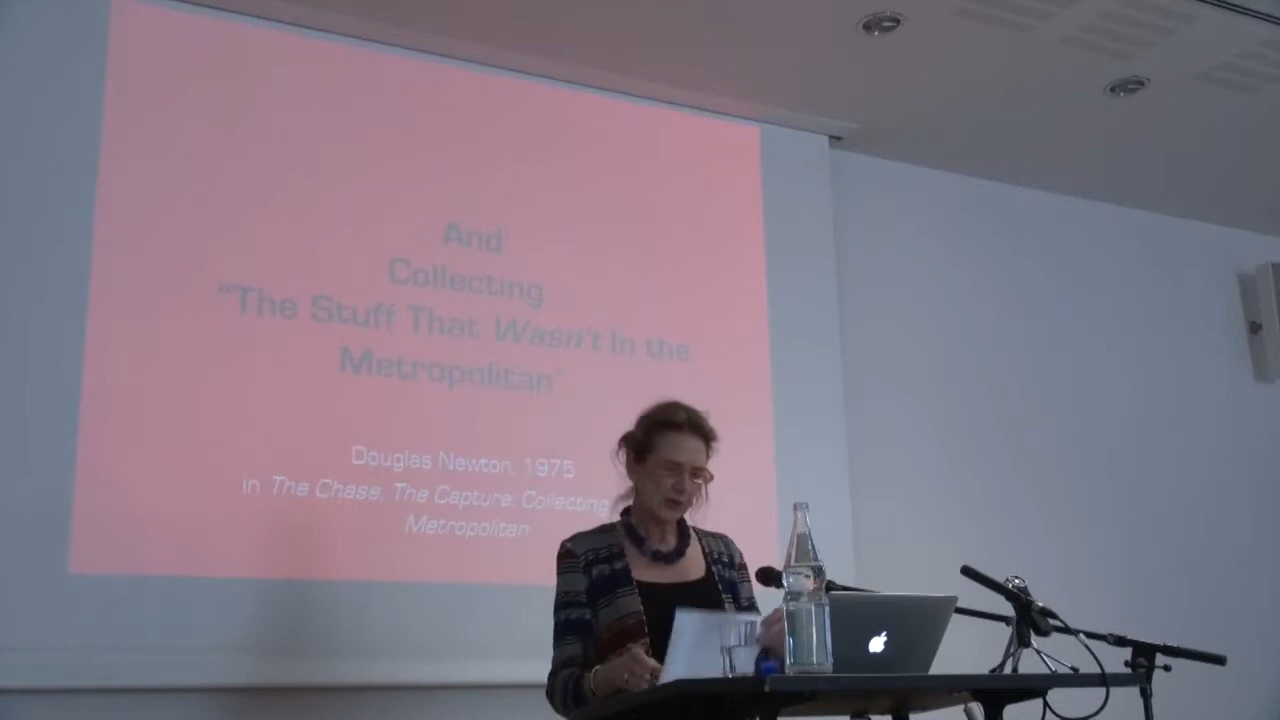 And
Collecting
"The Stuff That Wasn't In the
Metropolitan"
Douglas Newton, 1975
in The Chase, The Capture: Collecting
Metropolitan